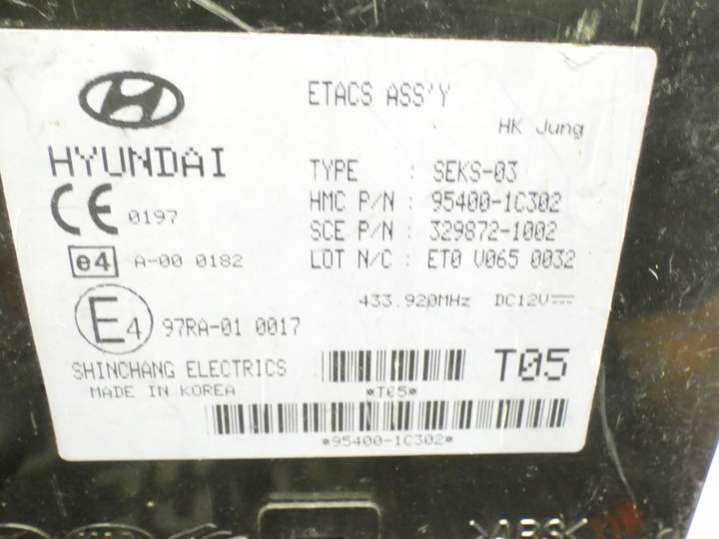 ETACS ASS'Y
HK Jung
HYUNDAI
TYPE : SEKS-03
HMC P/N : 95400-1C302
SCE P/N : 329872-1002
LOT N/C : ET0 V065 0032
CE 0197
e4 A-00 0182
433.920MHz DC12V
E4 97RA-01 0017
SHINCHANG ELECTRICS
MADE IN KOREA
T05
*T05*
*95400-1C302*
>ABS<